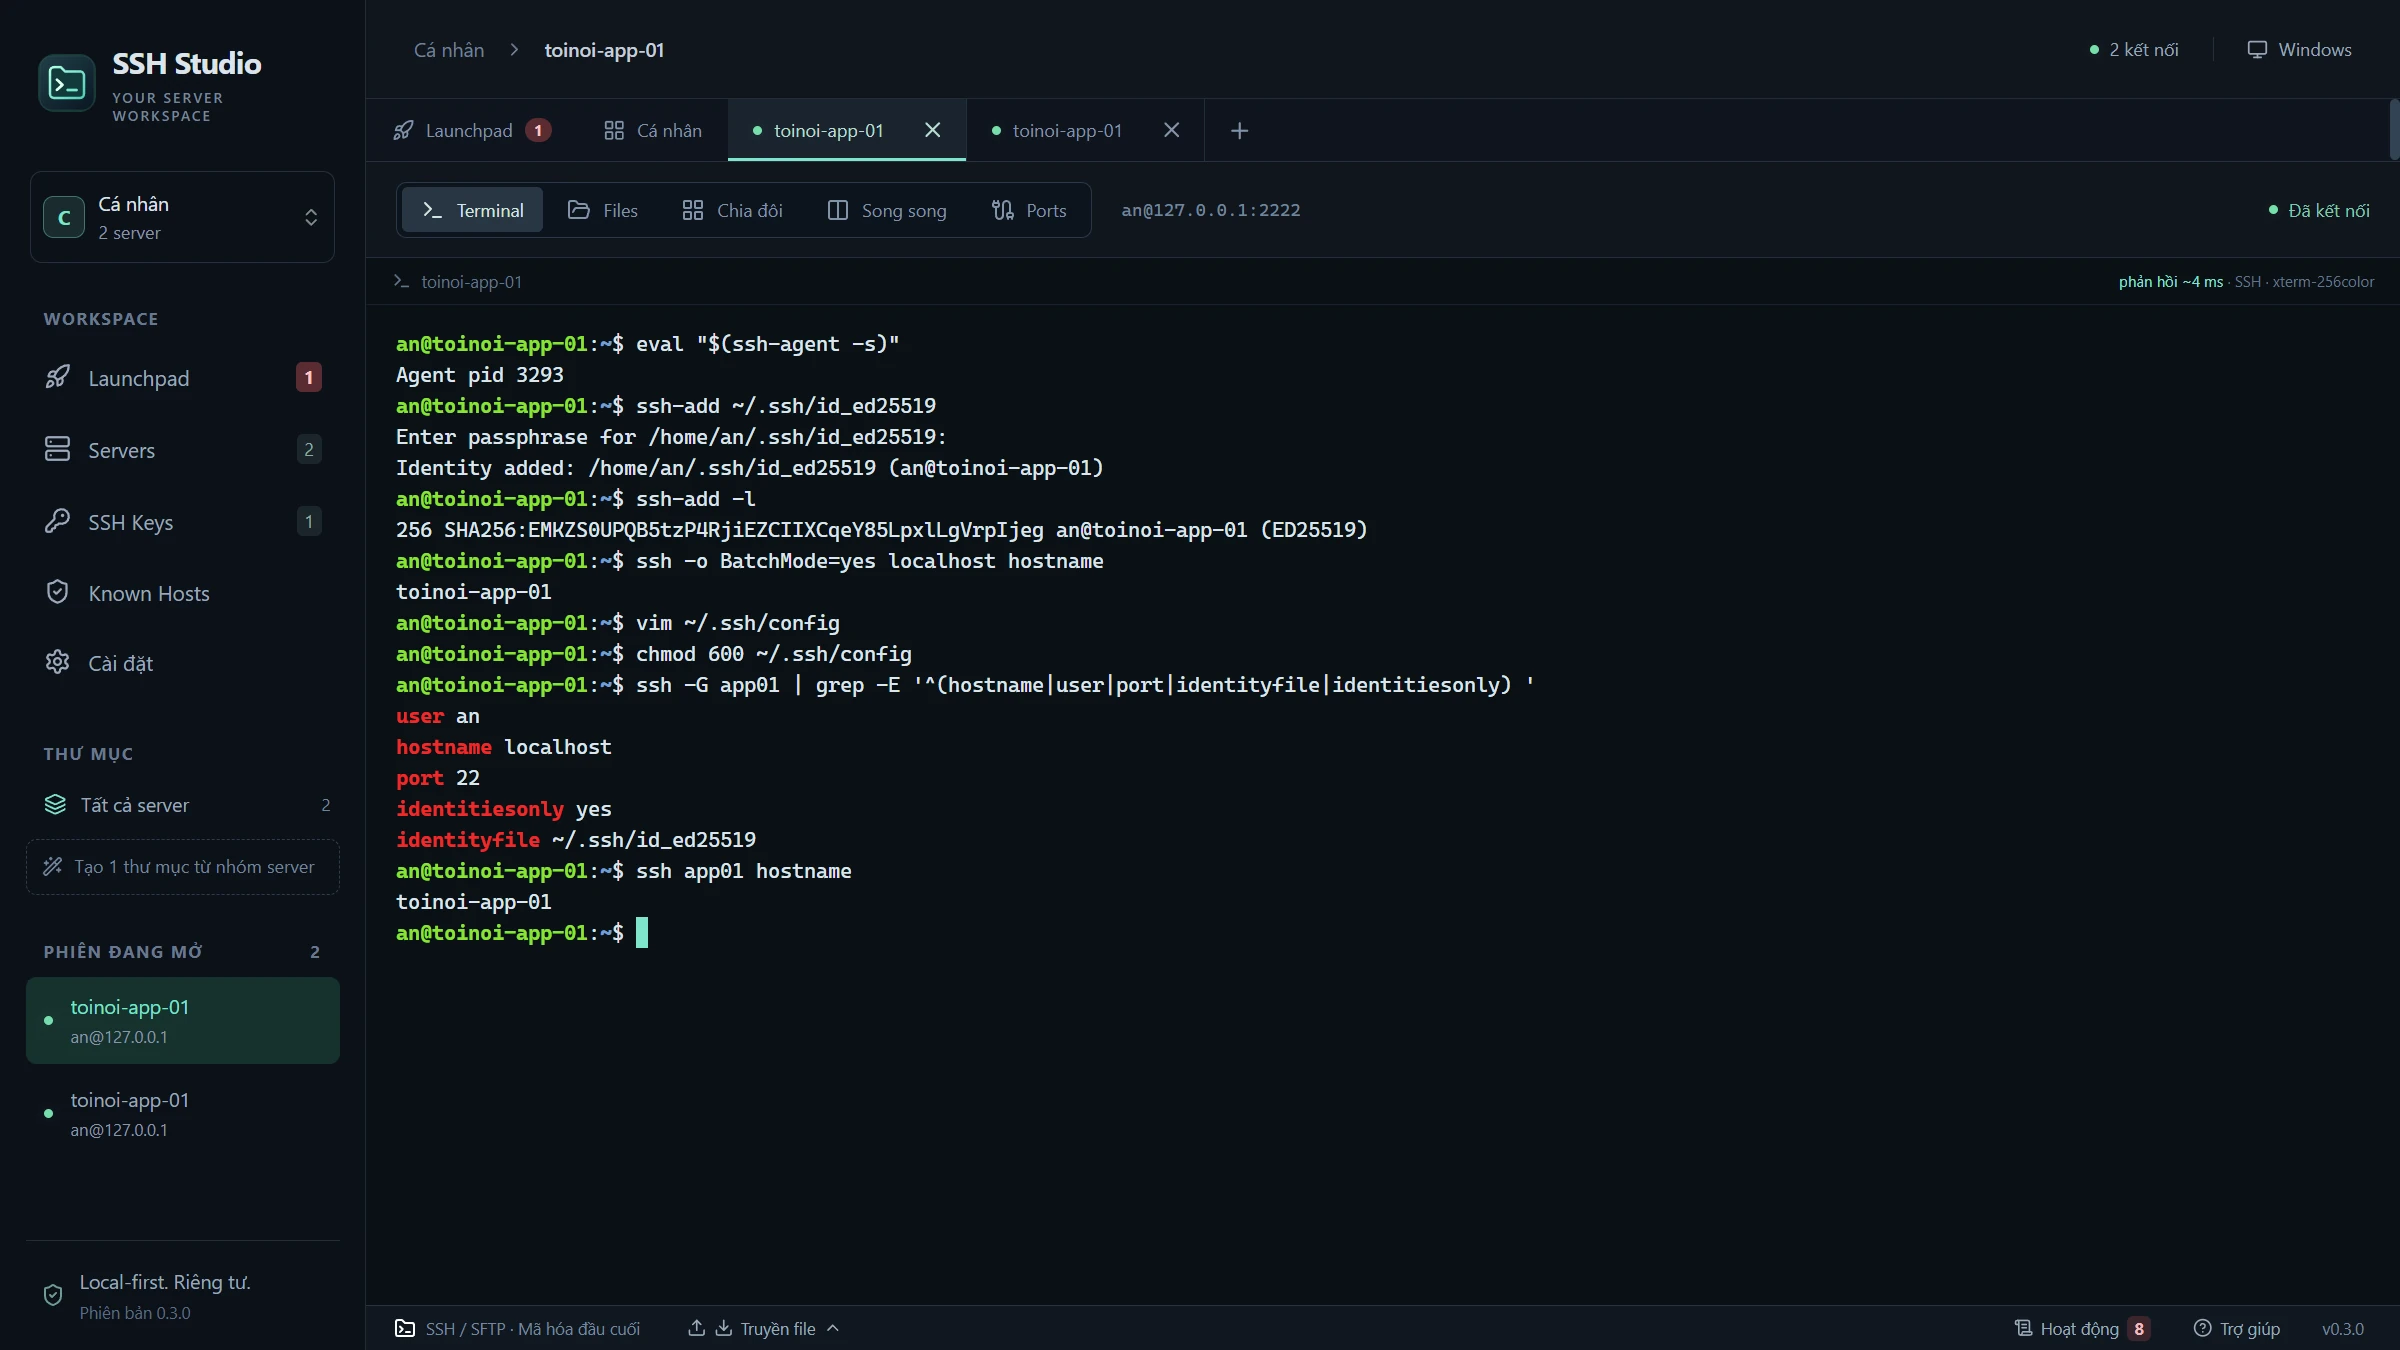 SSH Studio
YOUR SERVER
WORKSPACE
C
Cá nhân
2 server
WORKSPACE
Launchpad 1
Servers 2
SSH Keys 1
Known Hosts
Cài đặt
THƯ MỤC
Tất cả server 2
Tạo 1 thư mục từ nhóm server
PHIÊN ĐANG MỞ 2
toinoi-app-01
an@127.0.0.1
toinoi-app-01
an@127.0.0.1
Local-first. Riêng tư.
Phiên bản 0.3.0
Cá nhân > toinoi-app-01
2 kết nối
Windows
Launchpad 1
Cá nhân
toinoi-app-01
toinoi-app-01
Terminal
Files
Chia đôi
Song song
Ports
an@127.0.0.1:2222
Đã kết nối
toinoi-app-01
phản hồi ~4 ms · SSH · xterm-256color
an@toinoi-app-01:~$ eval "$(ssh-agent -s)"
Agent pid 3293
an@toinoi-app-01:~$ ssh-add ~/.ssh/id_ed25519
Enter passphrase for /home/an/.ssh/id_ed25519:
Identity added: /home/an/.ssh/id_ed25519 (an@toinoi-app-01)
an@toinoi-app-01:~$ ssh-add -l
256 SHA256:EMKZS0UPQB5tzP4RjiEZCIIXCqeY85LpxlLgVrpIjeg an@toinoi-app-01 (ED25519)
an@toinoi-app-01:~$ ssh -o BatchMode=yes localhost hostname
toinoi-app-01
an@toinoi-app-01:~$ vim ~/.ssh/config
an@toinoi-app-01:~$ chmod 600 ~/.ssh/config
an@toinoi-app-01:~$ ssh -G app01 | grep -E '^(hostname|user|port|identityfile|identitiesonly) '
user an
hostname localhost
port 22
identitiesonly yes
identityfile ~/.ssh/id_ed25519
an@toinoi-app-01:~$ ssh app01 hostname
toinoi-app-01
an@toinoi-app-01:~$
SSH / SFTP · Mã hóa đầu cuối
Truyền file
Hoạt động 8
Trợ giúp
v0.3.0